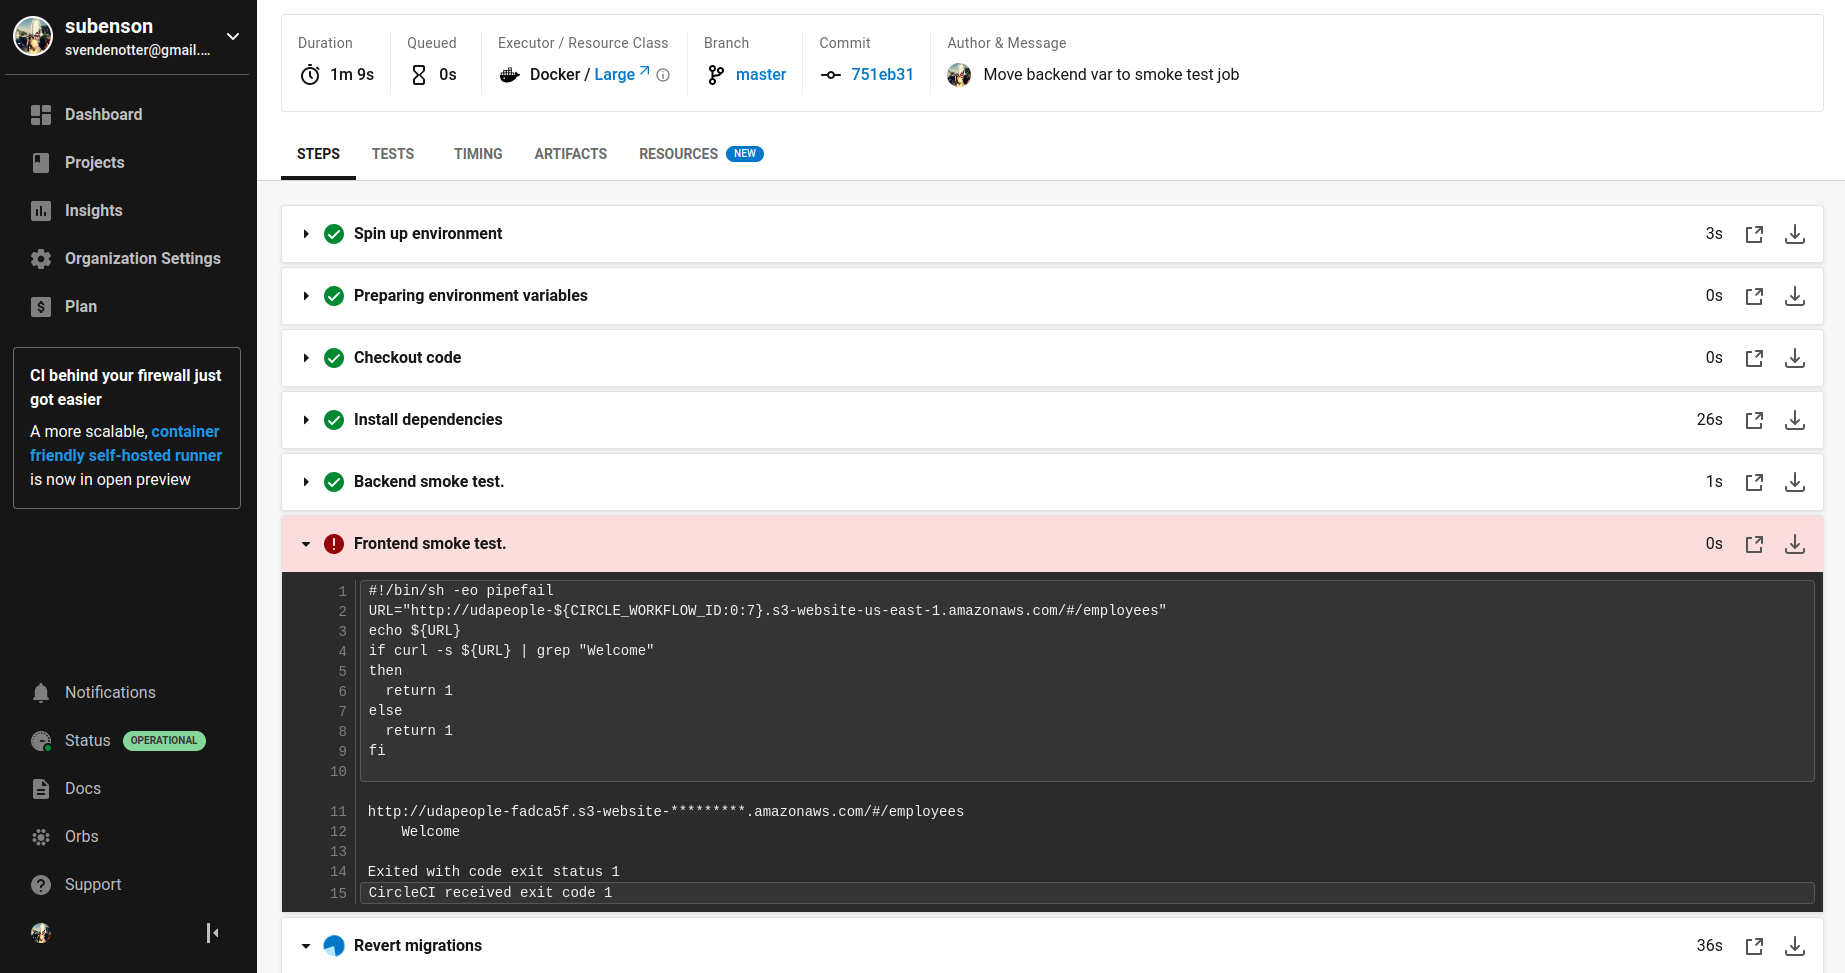 subenson
svendenotter@gmail....
Dashboard
Projects
Insights
Organization Settings
Plan
CI behind your firewall just
got easier
A more scalable, container
friendly self-hosted runner
is now in open preview
Notifications
Status OPERATIONAL
Docs
Orbs
Support
Duration
1m 9s
Queued
0s
Executor / Resource Class
Docker / Large
Branch
master
Commit
751eb31
Author & Message
Move backend var to smoke test job
STEPS TESTS TIMING ARTIFACTS RESOURCES NEW
Spin up environment 3s
Preparing environment variables 0s
Checkout code 0s
Install dependencies 26s
Backend smoke test. 1s
Frontend smoke test. 0s
1 #!/bin/sh -eo pipefail
2 URL="http://udapeople-${CIRCLE_WORKFLOW_ID:0:7}.s3-website-us-east-1.amazonaws.com/#/employees"
3 echo ${URL}
4 if curl -s ${URL} | grep "Welcome"
5 then
6   return 1
7 else
8   return 1
9 fi
10
11 http://udapeople-fadca5f.s3-website-*********.amazonaws.com/#/employees
12     Welcome
13
14 Exited with code exit status 1
15 CircleCI received exit code 1
Revert migrations 36s